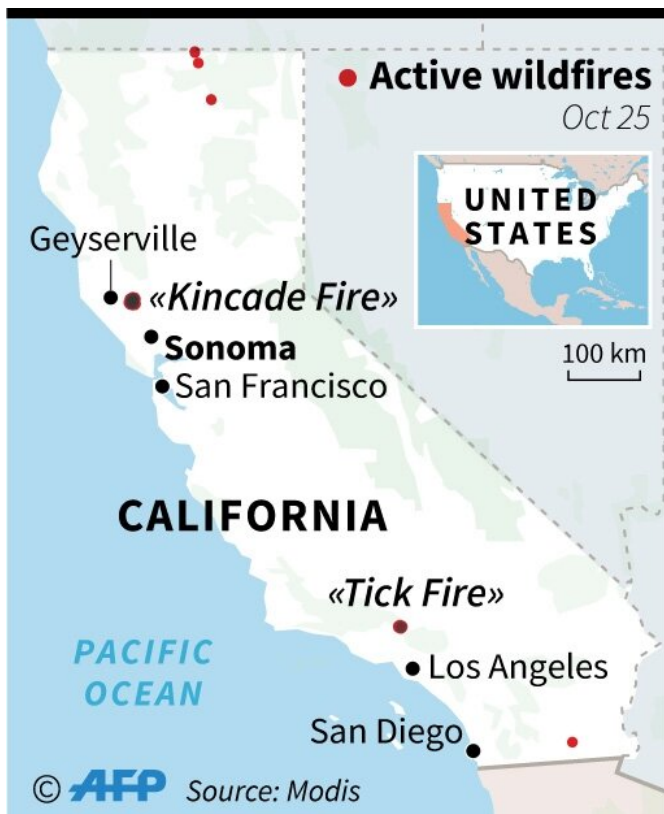 Active wildfires
Oct 25
UNITED
STATES
Geyserville
«Kincade Fire»
100 km
Sonoma
San Francisco
CALIFORNIA
«Tick Fire»
PACIFIC
OCEAN
Los Angeles
San Diego
© AFP Source: Modis